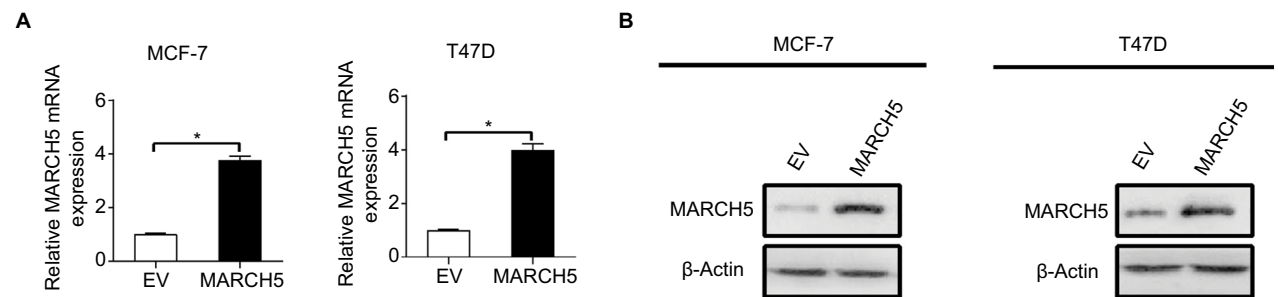 A
MCF-7
Relative MARCH5 mRNA
expression
6
4
2
0
*
EV
MARCH5
T47D
Relative MARCH5 mRNA
expression
6
4
2
0
*
EV
MARCH5
B
MCF-7
EV
MARCH5
MARCH5
β-Actin
T47D
EV
MARCH5
MARCH5
β-Actin